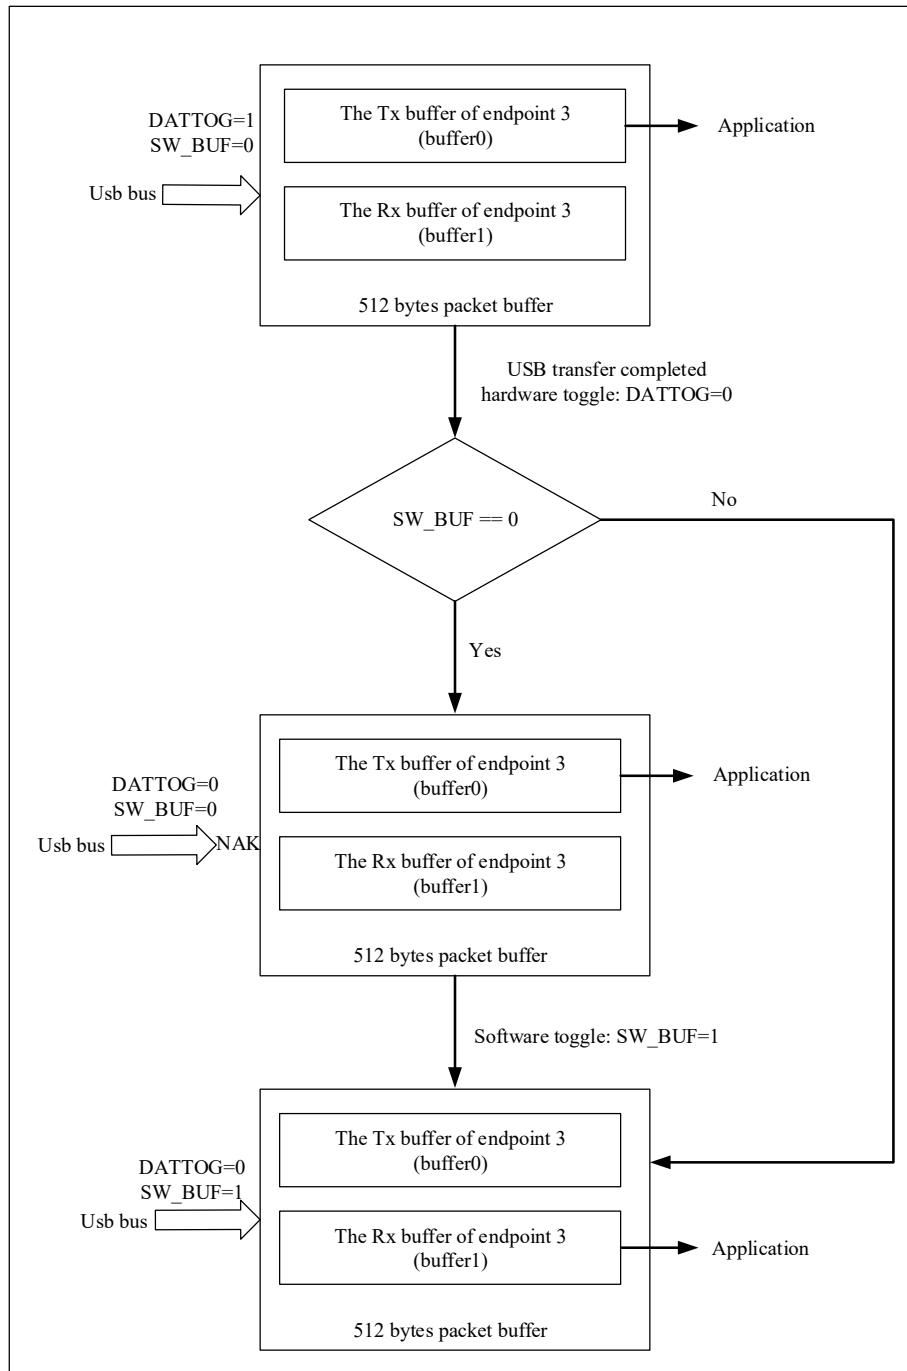 DATTOG=1
SW_BUF=0
Usb bus
The Tx buffer of endpoint 3
(buffer0)
Application
The Rx buffer of endpoint 3
(buffer1)
512 bytes packet buffer
USB transfer completed
hardware toggle: DATTOG=0
SW_BUF == 0
No
Yes
DATTOG=0
SW_BUF=0
Usb bus
NAK
The Tx buffer of endpoint 3
(buffer0)
Application
The Rx buffer of endpoint 3
(buffer1)
512 bytes packet buffer
Software toggle: SW_BUF=1
DATTOG=0
SW_BUF=1
Usb bus
The Tx buffer of endpoint 3
(buffer0)
The Rx buffer of endpoint 3
(buffer1)
Application
512 bytes packet buffer